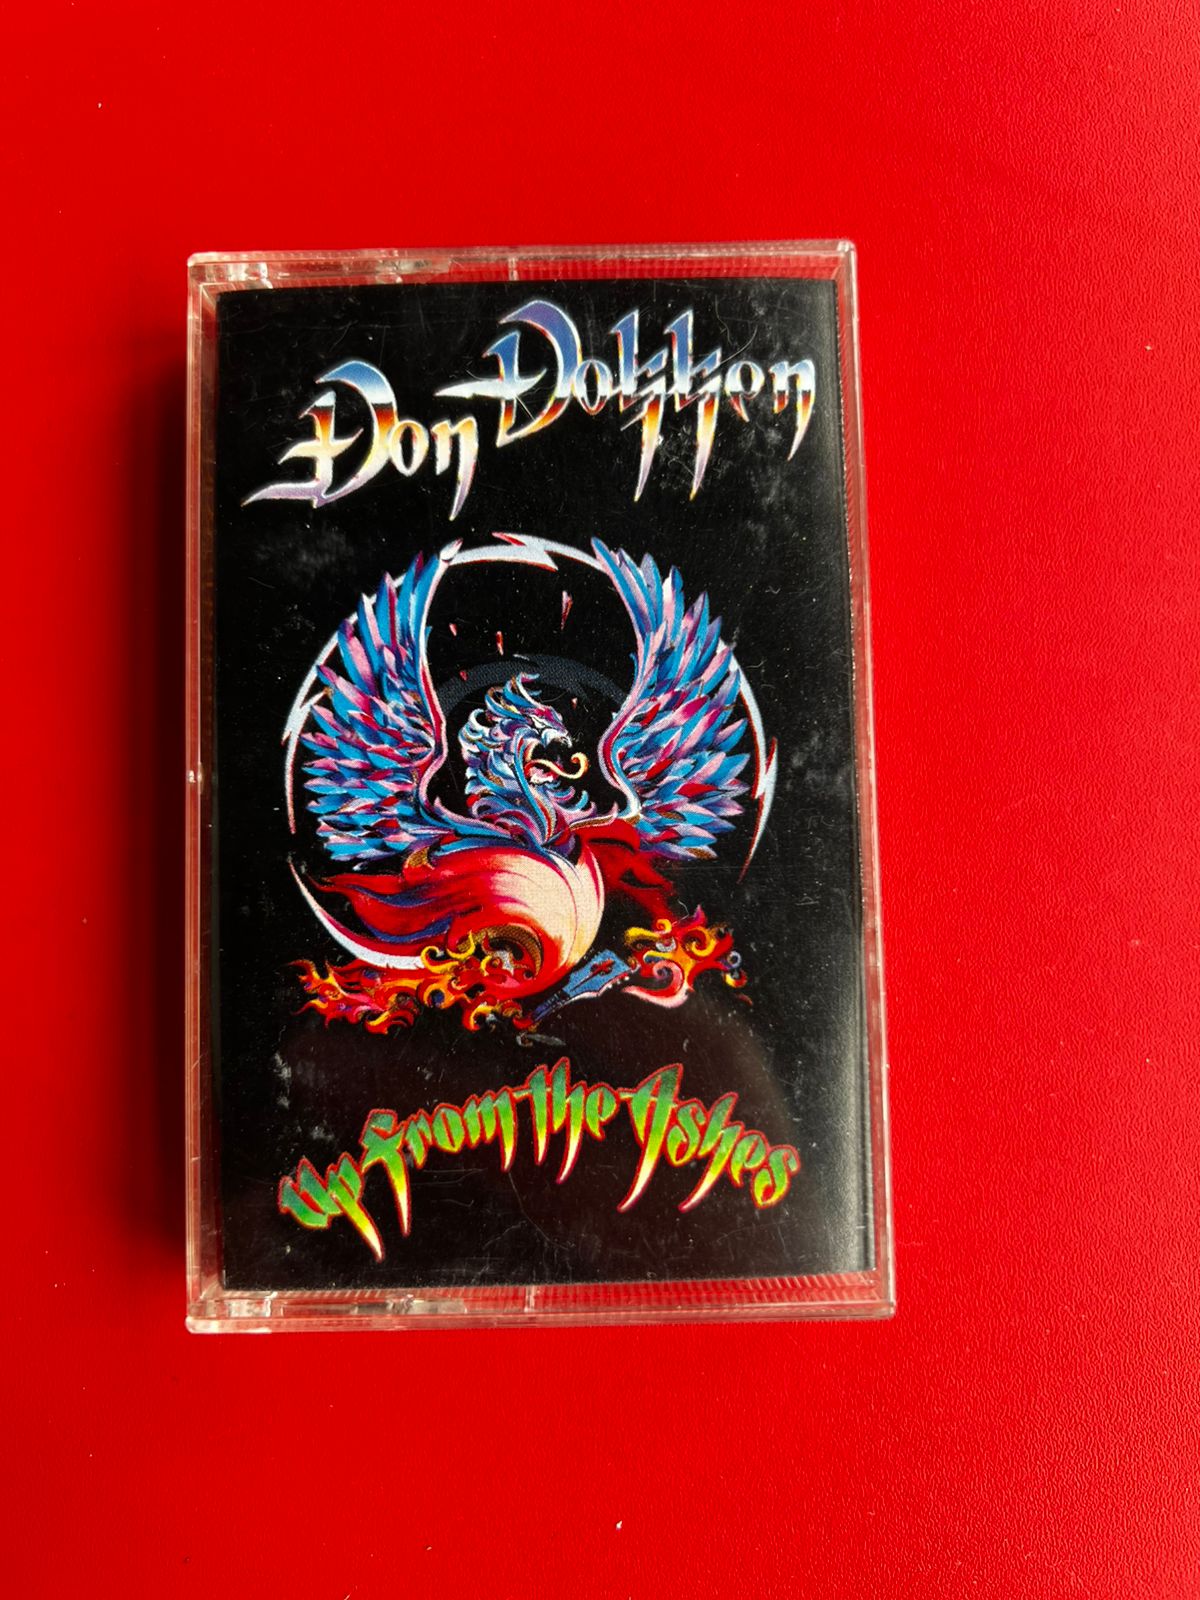 Don Dokken
Up from the Ashes